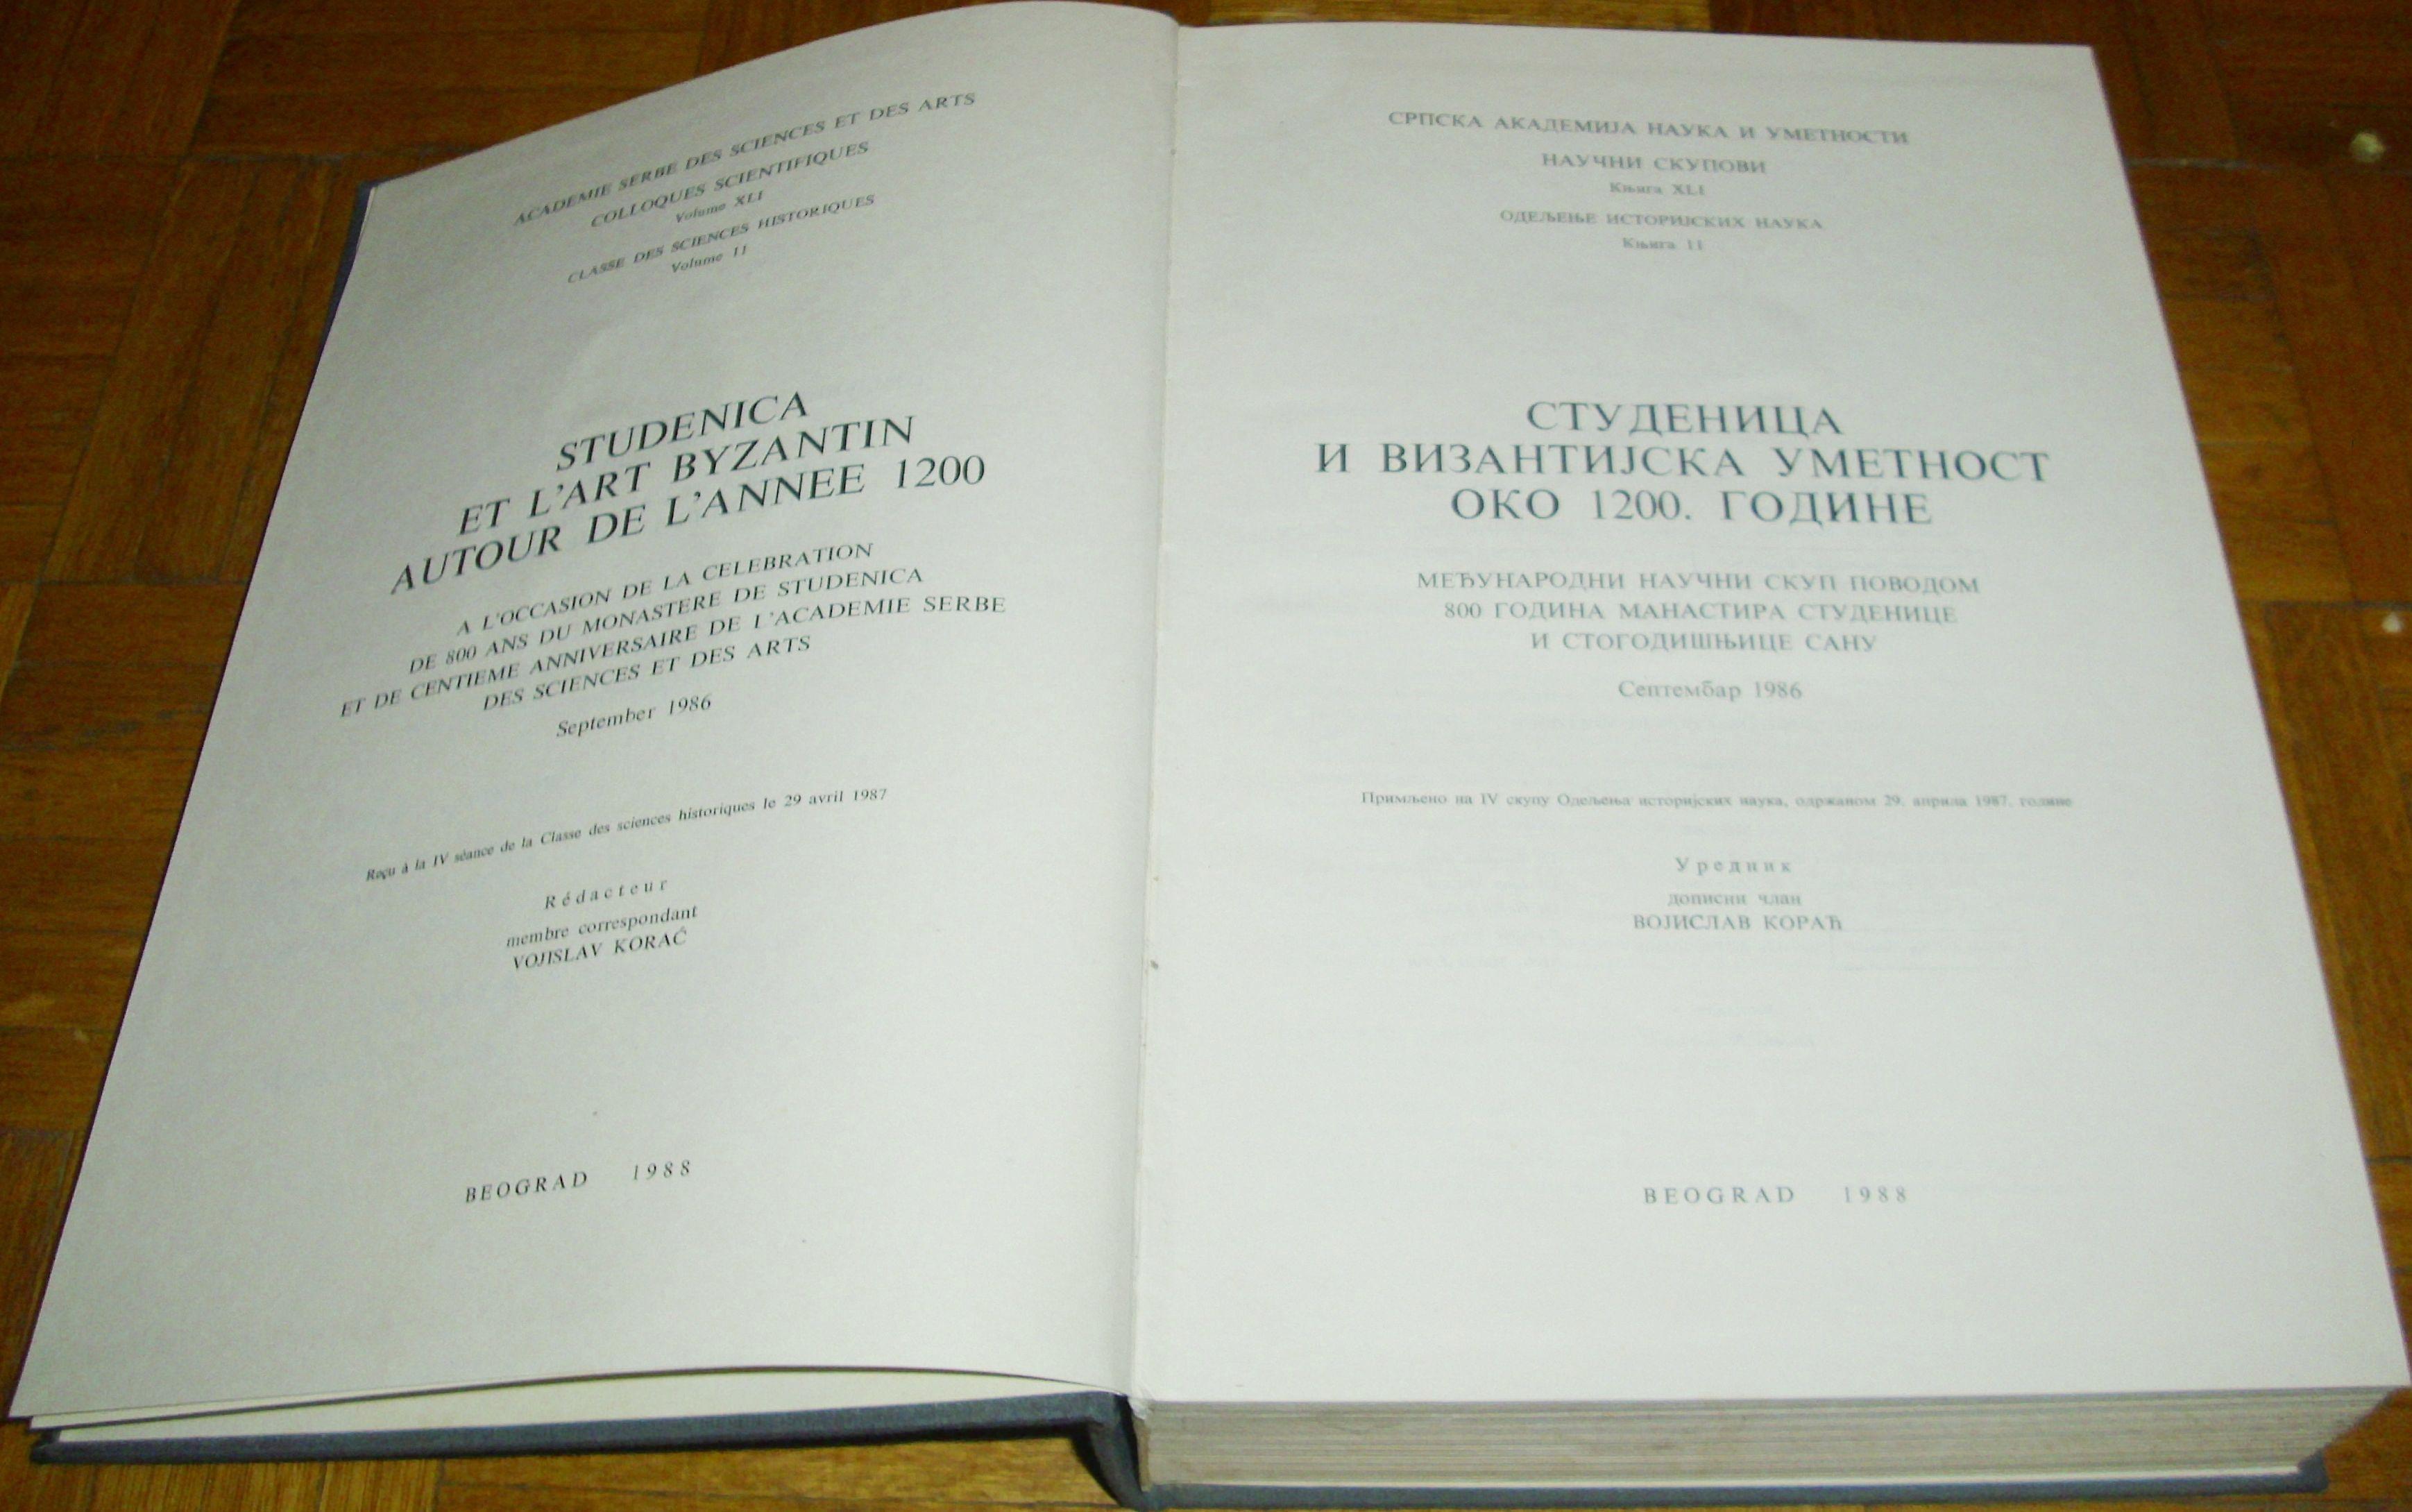 ACADEMIE SERBE DES SCIENCES ET DES ARTS
COLLOQUES SCIENTIFIQUES
Volume XLI
CLASSE DES SCIENCES HISTORIQUES
Volume 11
STUDENICA
ET L'ART BYZANTIN
AUTOUR DE L'ANNEE 1200
A L'OCCASION DE LA CELEBRATION
DE 800 ANS DU MONASTERE DE STUDENICA
ET DE CENTIEME ANNIVERSAIRE DE L'ACADEMIE SERBE
DES SCIENCES ET DES ARTS
September 1986
Reçu à la IV séance de la Classe des sciences historiques le 29 avril 1987
Rédacteur
membre correspondant
VOJISLAV KORAĆ
BEOGRAD 1988
СРПСКА АКАДЕМИЈА НАУКА И УМЕТНОСТИ
НАУЧНИ СКУПОВИ
Књига XLI
ОДЕЉЕЊЕ ИСТОРИЈСКИХ НАУКА
Књига 11
СТУДЕНИЦА
И ВИЗАНТИЈСКА УМЕТНОСТ
ОКО 1200. ГОДИНЕ
МЕЂУНАРОДНИ НАУЧНИ СКУП ПОВОДОМ
800 ГОДИНА МАНАСТИРА СТУДЕНИЦЕ
И СТОГОДИШЊИЦЕ САНУ
Септембар 1986
Примљено на IV скупу Одељења историјских наука, одржаном 29. априла 1987. године
Уредник
дописни члан
ВОЈИСЛАВ КОРАЋ
BEOGRAD 1988